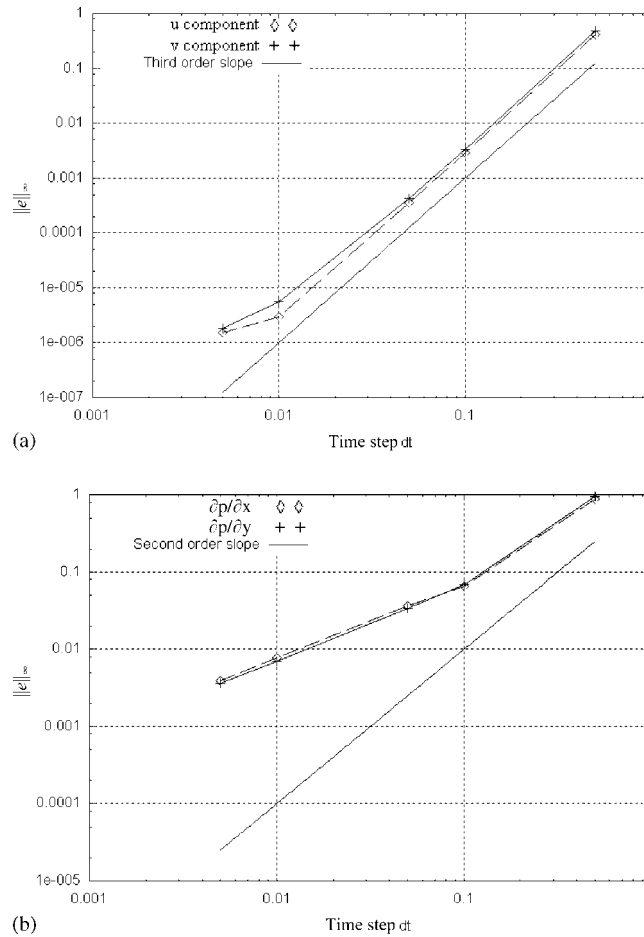 1
u component ◇ ◇
v component + +
0.1
Third order slope
0.01
0.001
||e||∞
0.0001
1e-005
1e-006
1e-007
0.001 0.01 0.1
(a)
Time step dt
1
∂p/∂x ◇ ◇
∂p/∂y + +
Second order slope
0.1
0.01
||e||∞
0.001
0.0001
1e-005
0.001 0.01 0.1
(b)
Time step dt